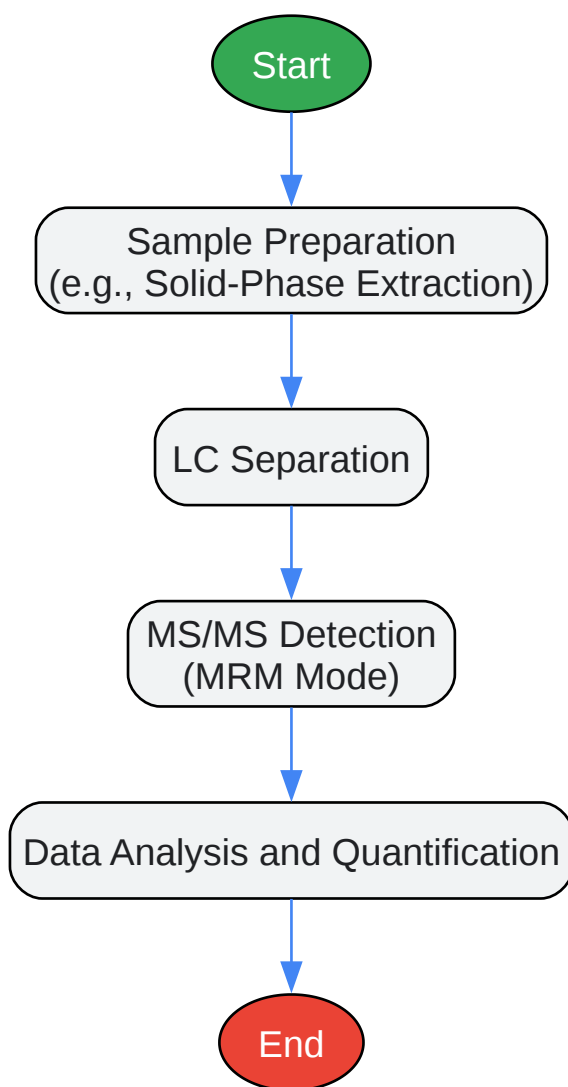 Start
Sample Preparation
(e.g., Solid-Phase Extraction)
LC Separation
MS/MS Detection
(MRM Mode)
Data Analysis and Quantification
End